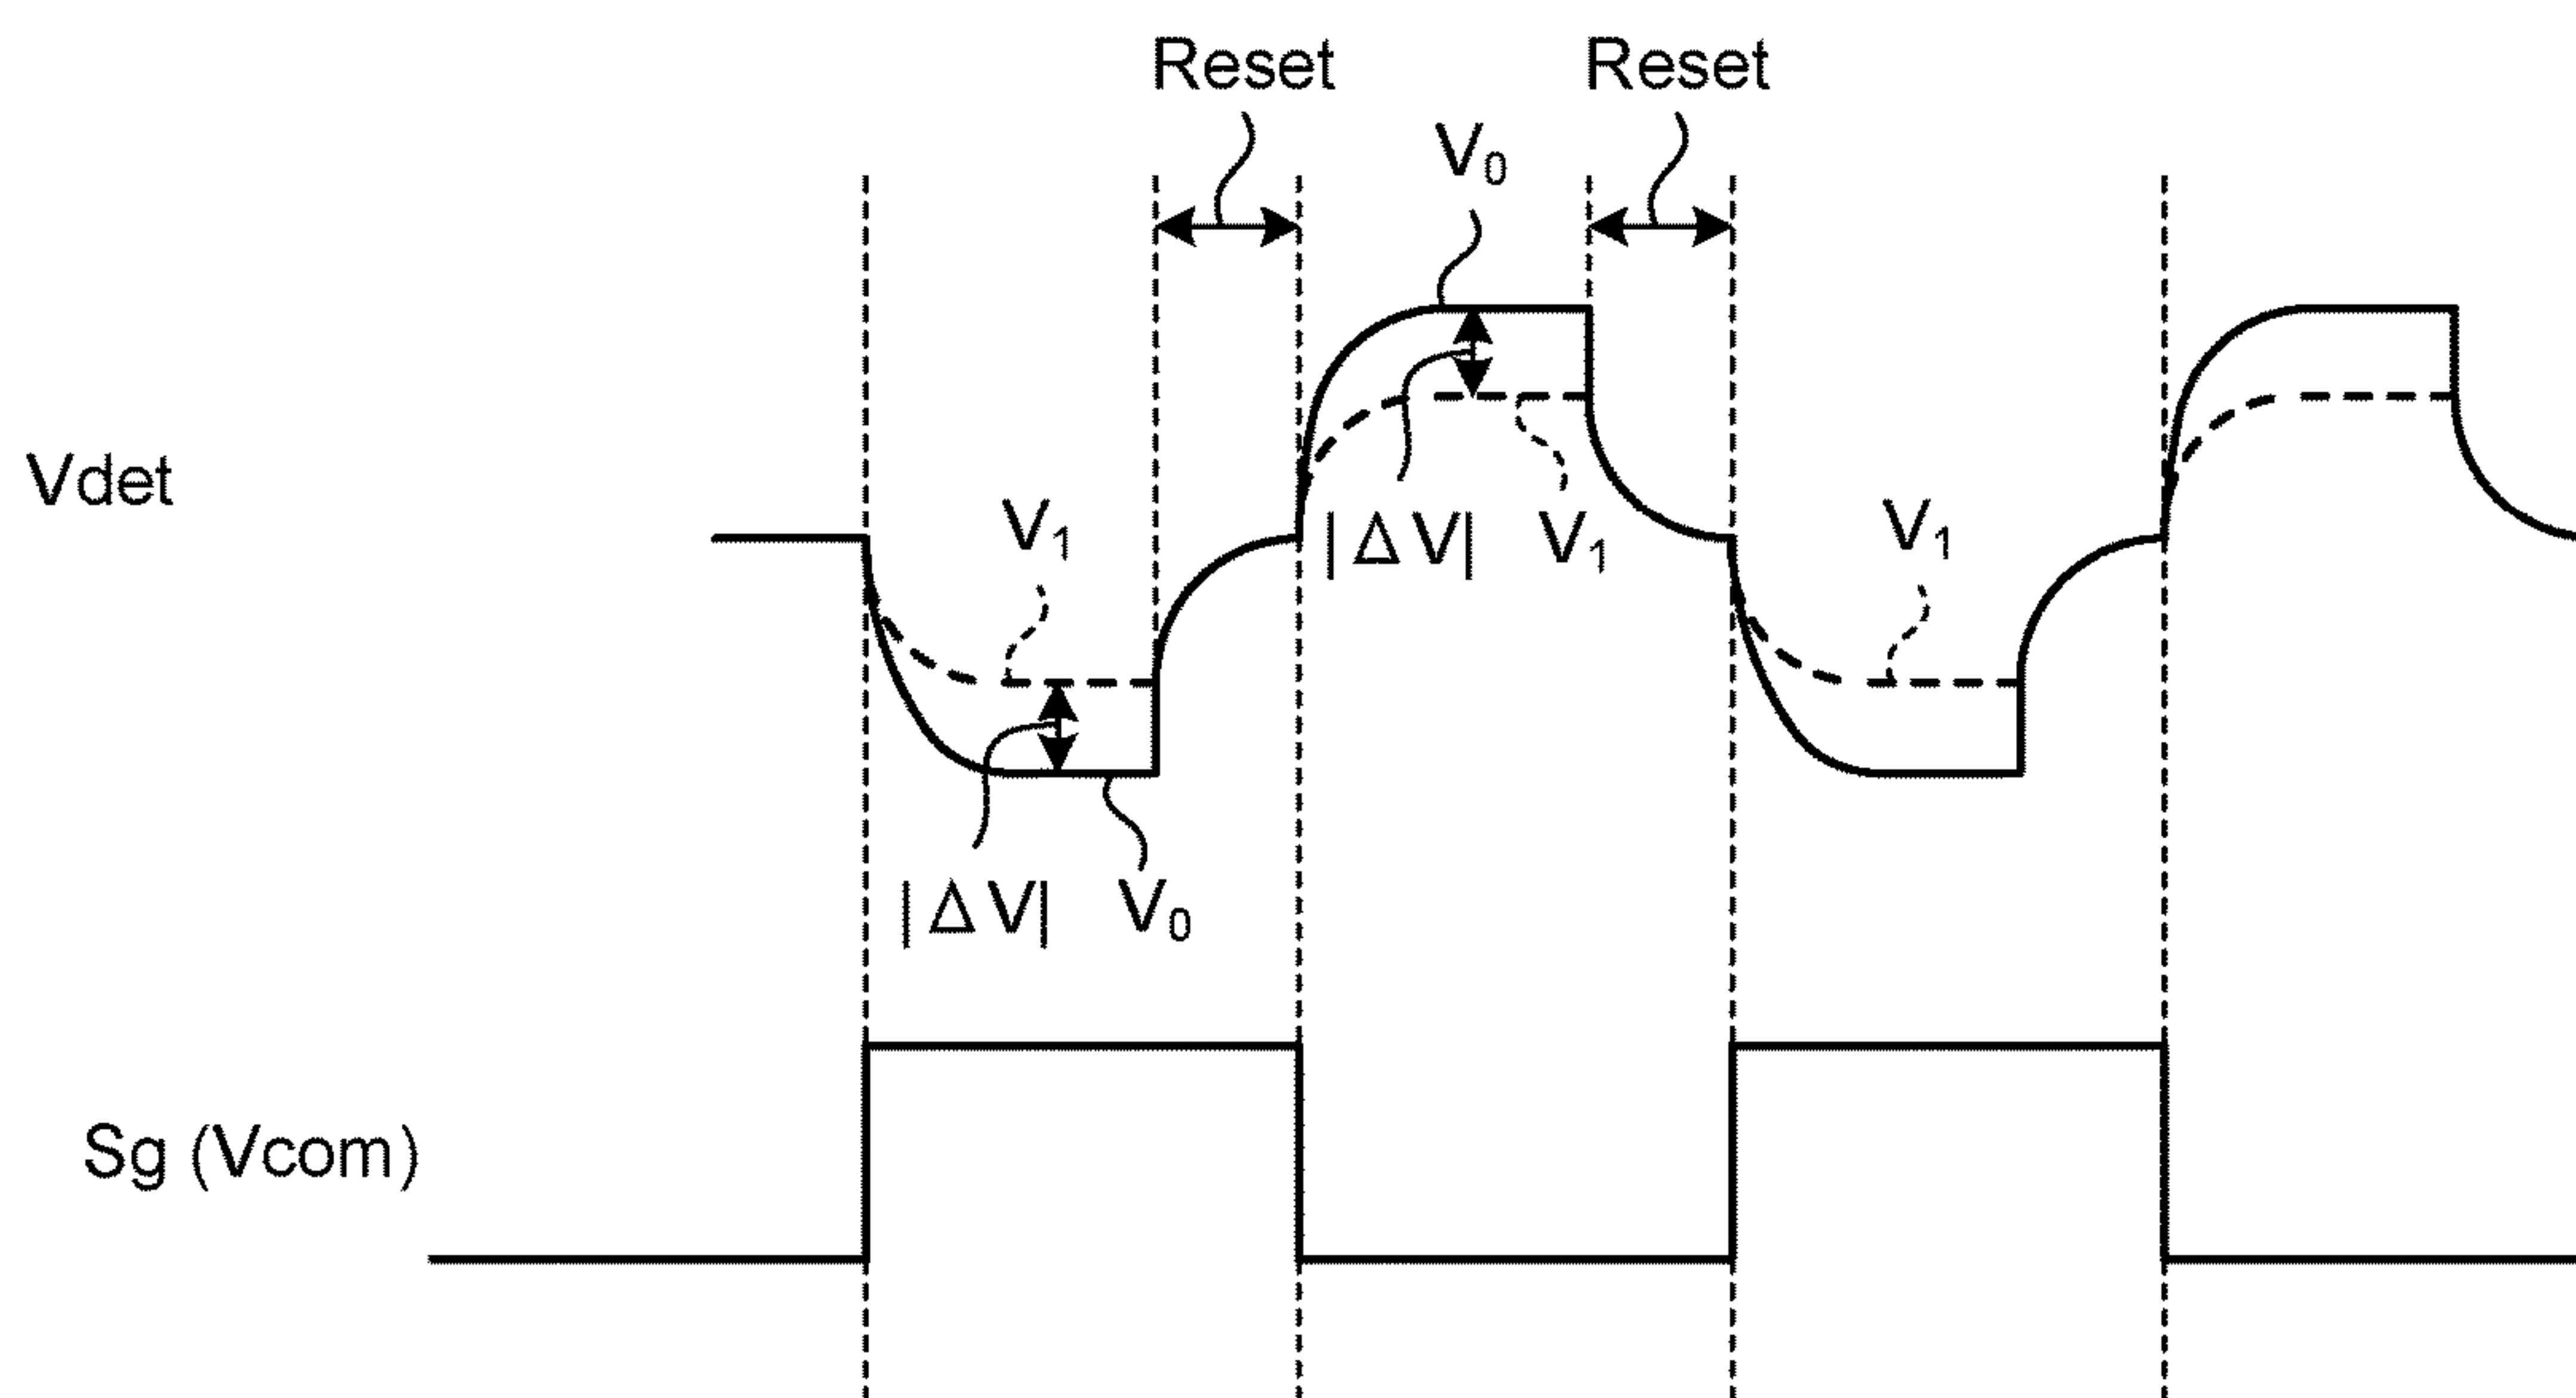 Reset Reset
V₀
Vdet
V₁ |ΔV| V₁ V₁
|ΔV| V₀
Sg (Vcom)